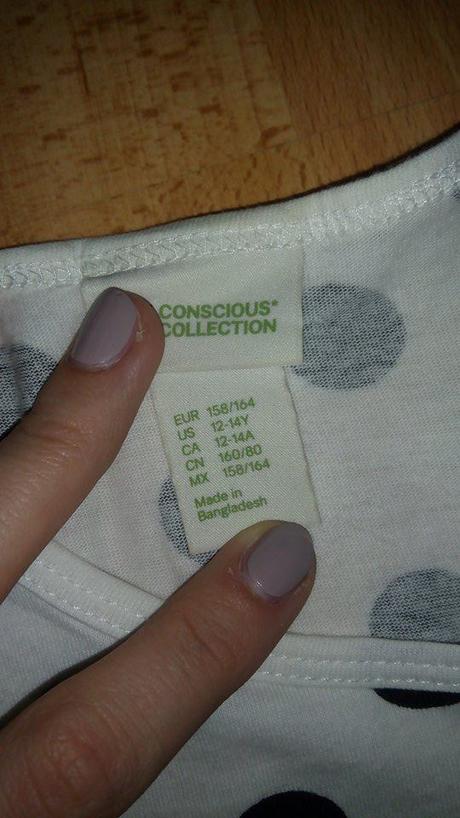 CONSCIOUS*
COLLECTION
EUR 158/164
US 12-14Y
CA 12-14A
CN 160/80
MX 158/164
Made in
Bangladesh